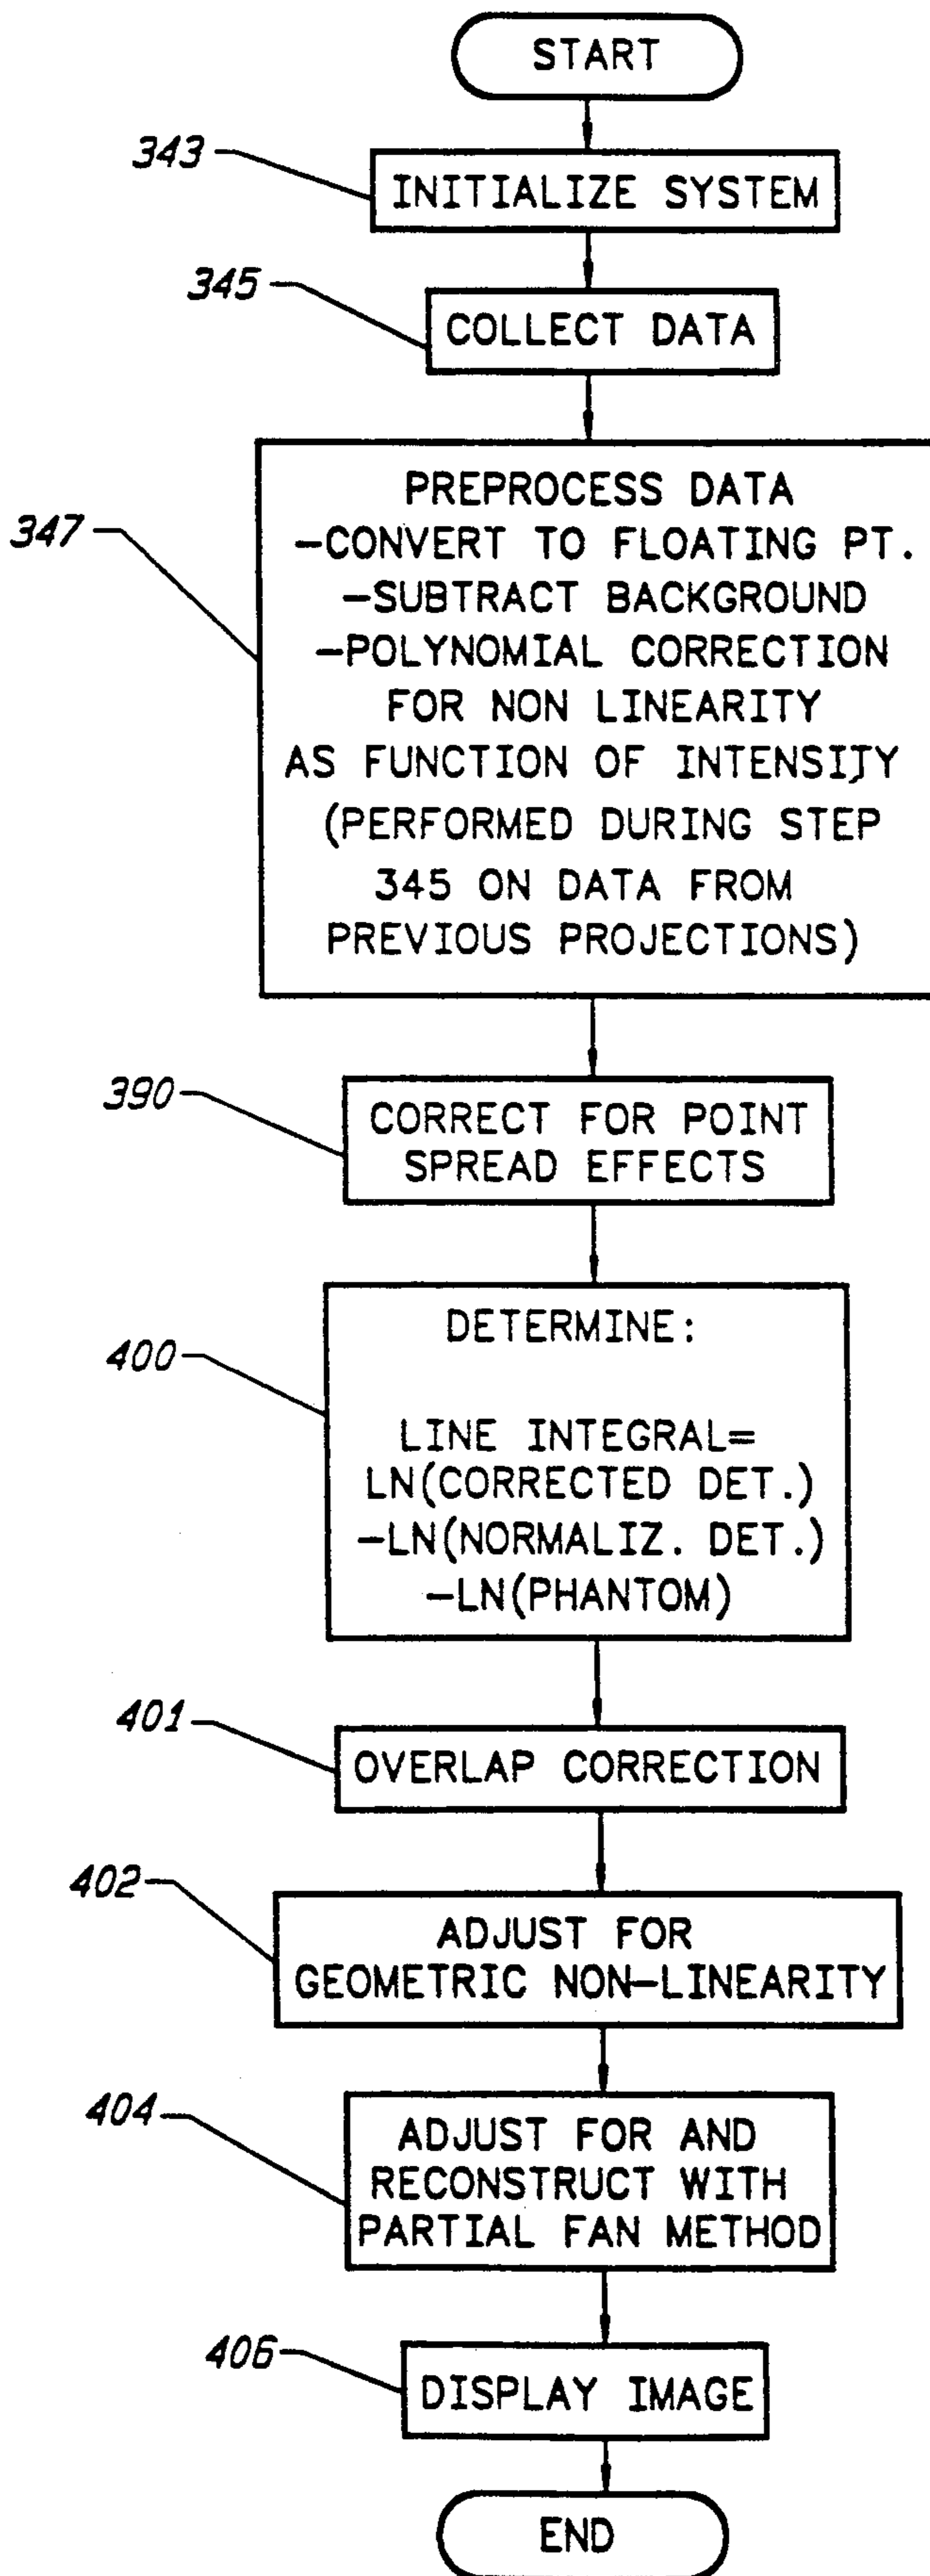 START
343
INITIALIZE SYSTEM
345
COLLECT DATA
347
PREPROCESS DATA
-CONVERT TO FLOATING PT.
-SUBTRACT BACKGROUND
-POLYNOMIAL CORRECTION
FOR NON LINEARITY
AS FUNCTION OF INTENSITY
(PERFORMED DURING STEP
345 ON DATA FROM
PREVIOUS PROJECTIONS)
390
CORRECT FOR POINT
SPREAD EFFECTS
400
DETERMINE:
LINE INTEGRAL=
LN(CORRECTED DET.)
-LN(NORMALIZ. DET.)
-LN(PHANTOM)
401
OVERLAP CORRECTION
402
ADJUST FOR
GEOMETRIC NON-LINEARITY
404
ADJUST FOR AND
RECONSTRUCT WITH
PARTIAL FAN METHOD
406
DISPLAY IMAGE
END